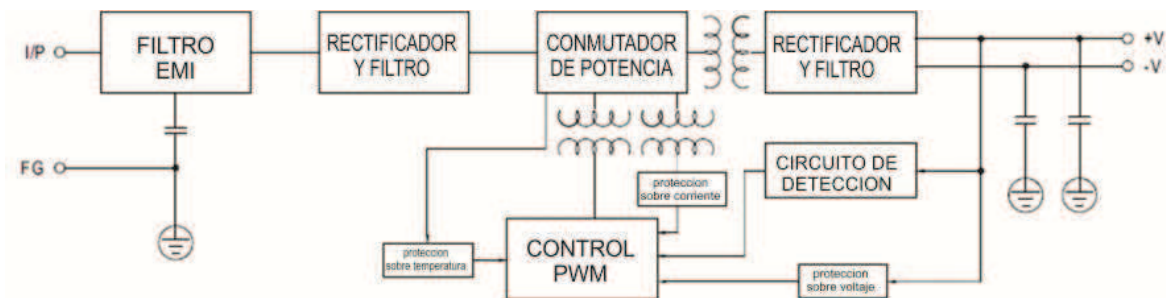 I/P
FILTRO
EMI
RECTIFICADOR
Y FILTRO
CONMUTADOR
DE POTENCIA
RECTIFICADOR
Y FILTRO
+V
-V
FG
proteccion
sobre corriente
CIRCUITO DE
DETECCION
proteccion
sobre temperatura
CONTROL
PWM
proteccion
sobre voltaje